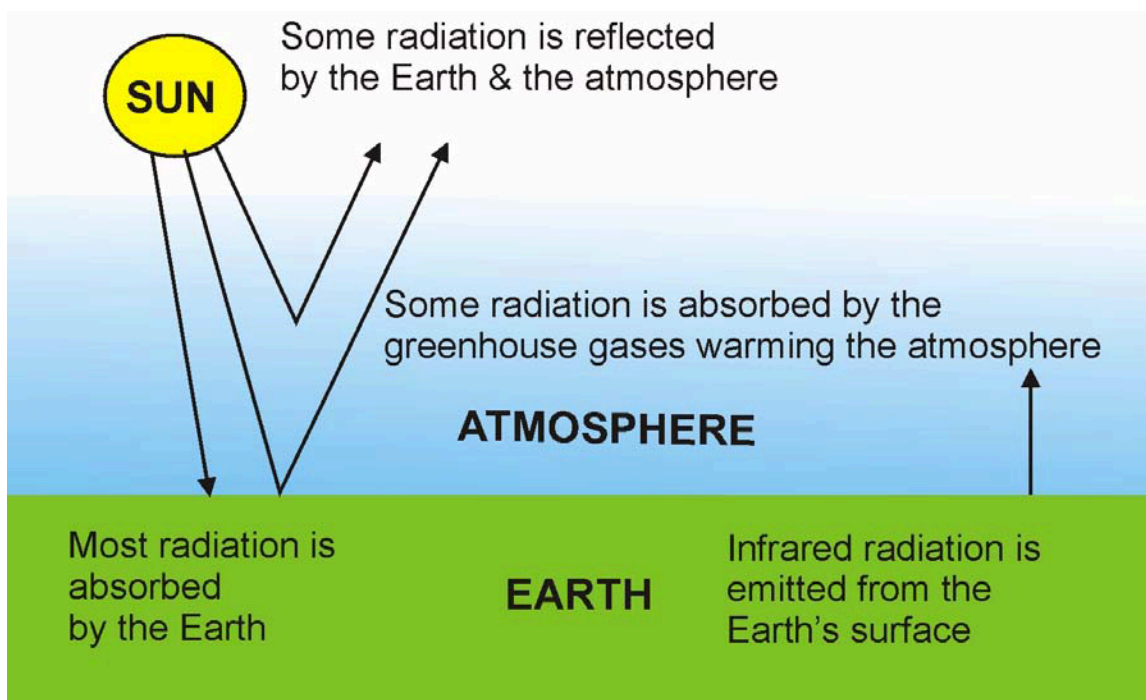 SUN
Some radiation is reflected
by the Earth & the atmosphere
Some radiation is absorbed by the
greenhouse gases warming the atmosphere
ATMOSPHERE
Most radiation is
absorbed
by the Earth
EARTH
Infrared radiation is
emitted from the
Earth's surface